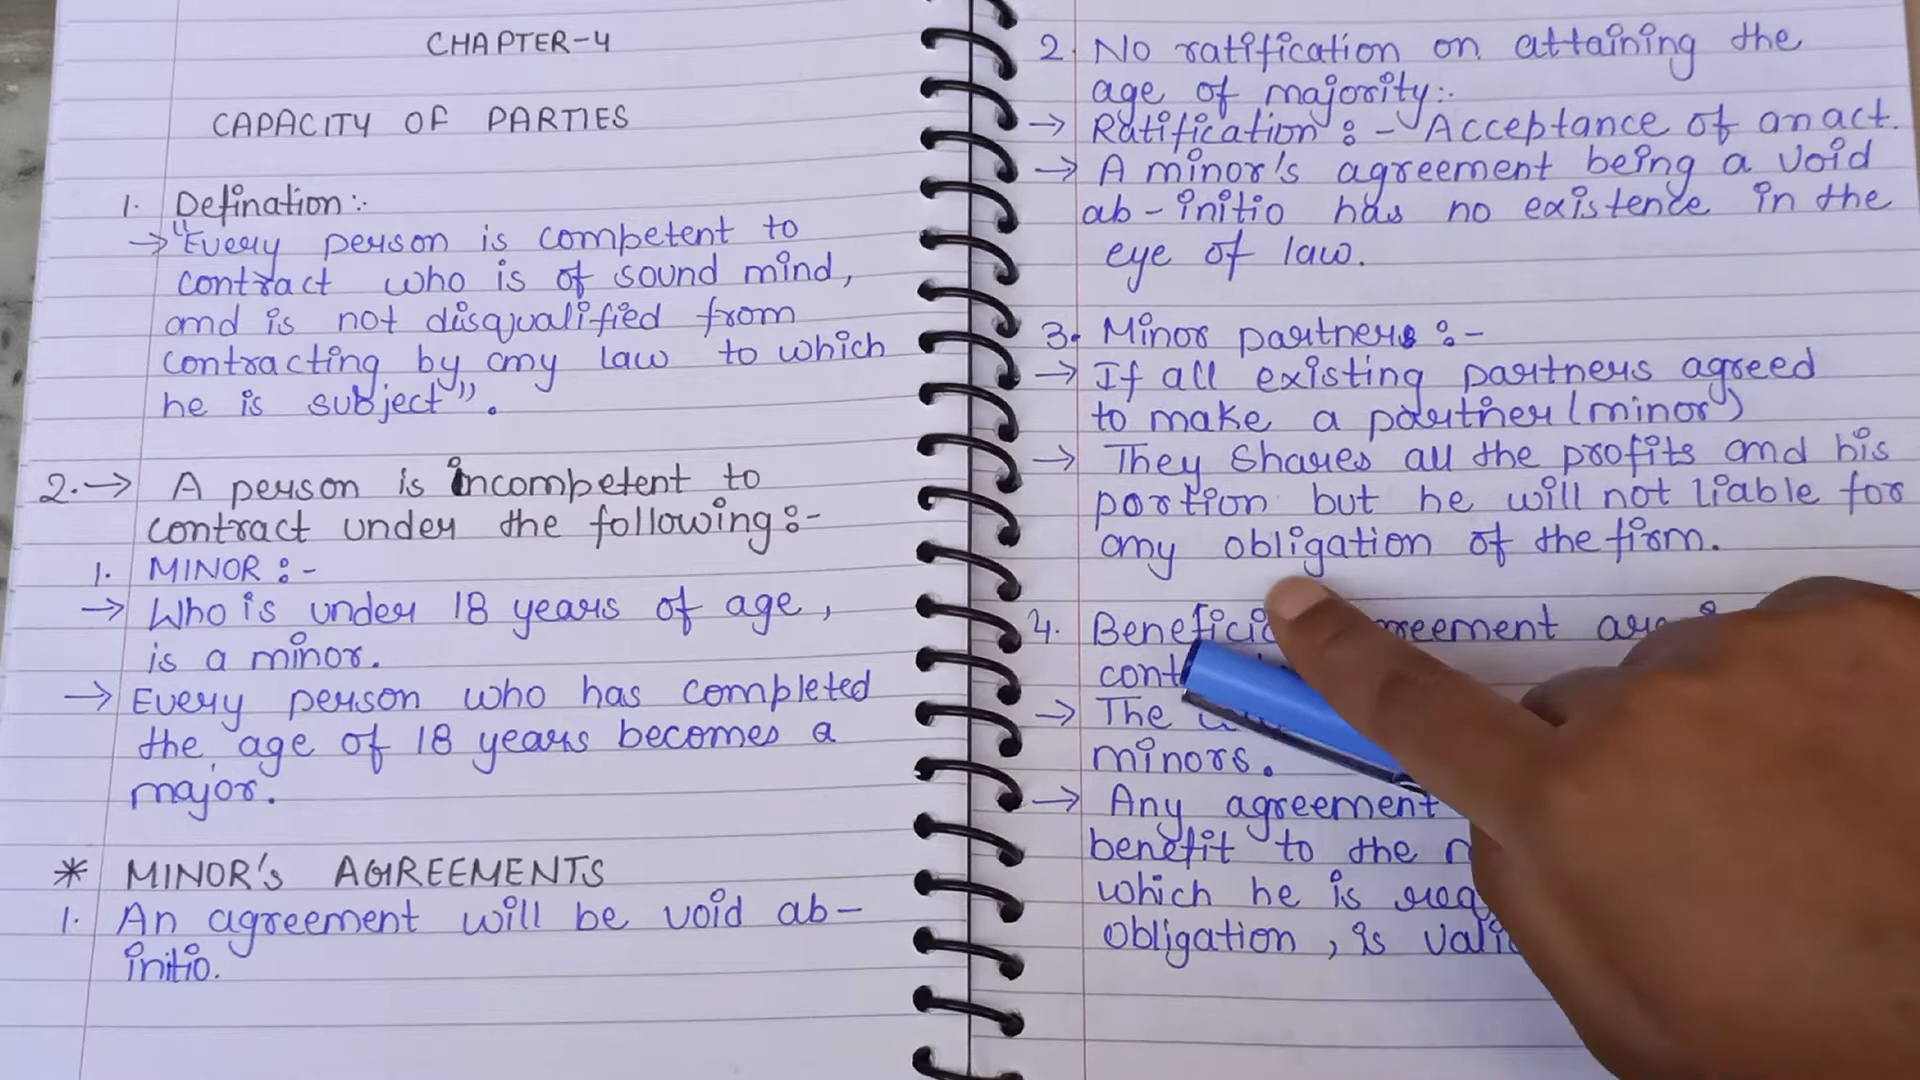 CHAPTER-4
CAPACITY OF PARTIES
1. Defination:-
→ "Every person is competent to
contract who is of sound mind,
and is not disqualified from
contracting by any law to which
he is subject".
2.→ A person is incompetent to
contract under the following:-
1. MINOR:-
→ Who is under 18 years of age,
is a minor.
→ Every person who has completed
the age of 18 years becomes a
major.
* MINOR's AGREEMENTS
1. An agreement will be void ab-
initio.
2. No ratification on attaining the
age of majority:-
→ Ratification:- Acceptance of an act.
→ A minor's agreement being a void
ab-initio has no existence in the
eye of law.
3. Minor partners:-
→ If all existing partners agreed
to make a partner (minor)
→ They shares all the profits and his
portion but he will not liable for
any obligation of the firm.
4.
→ The
minors.
→ Any agreement
benefit to the
which he is
obligation, is